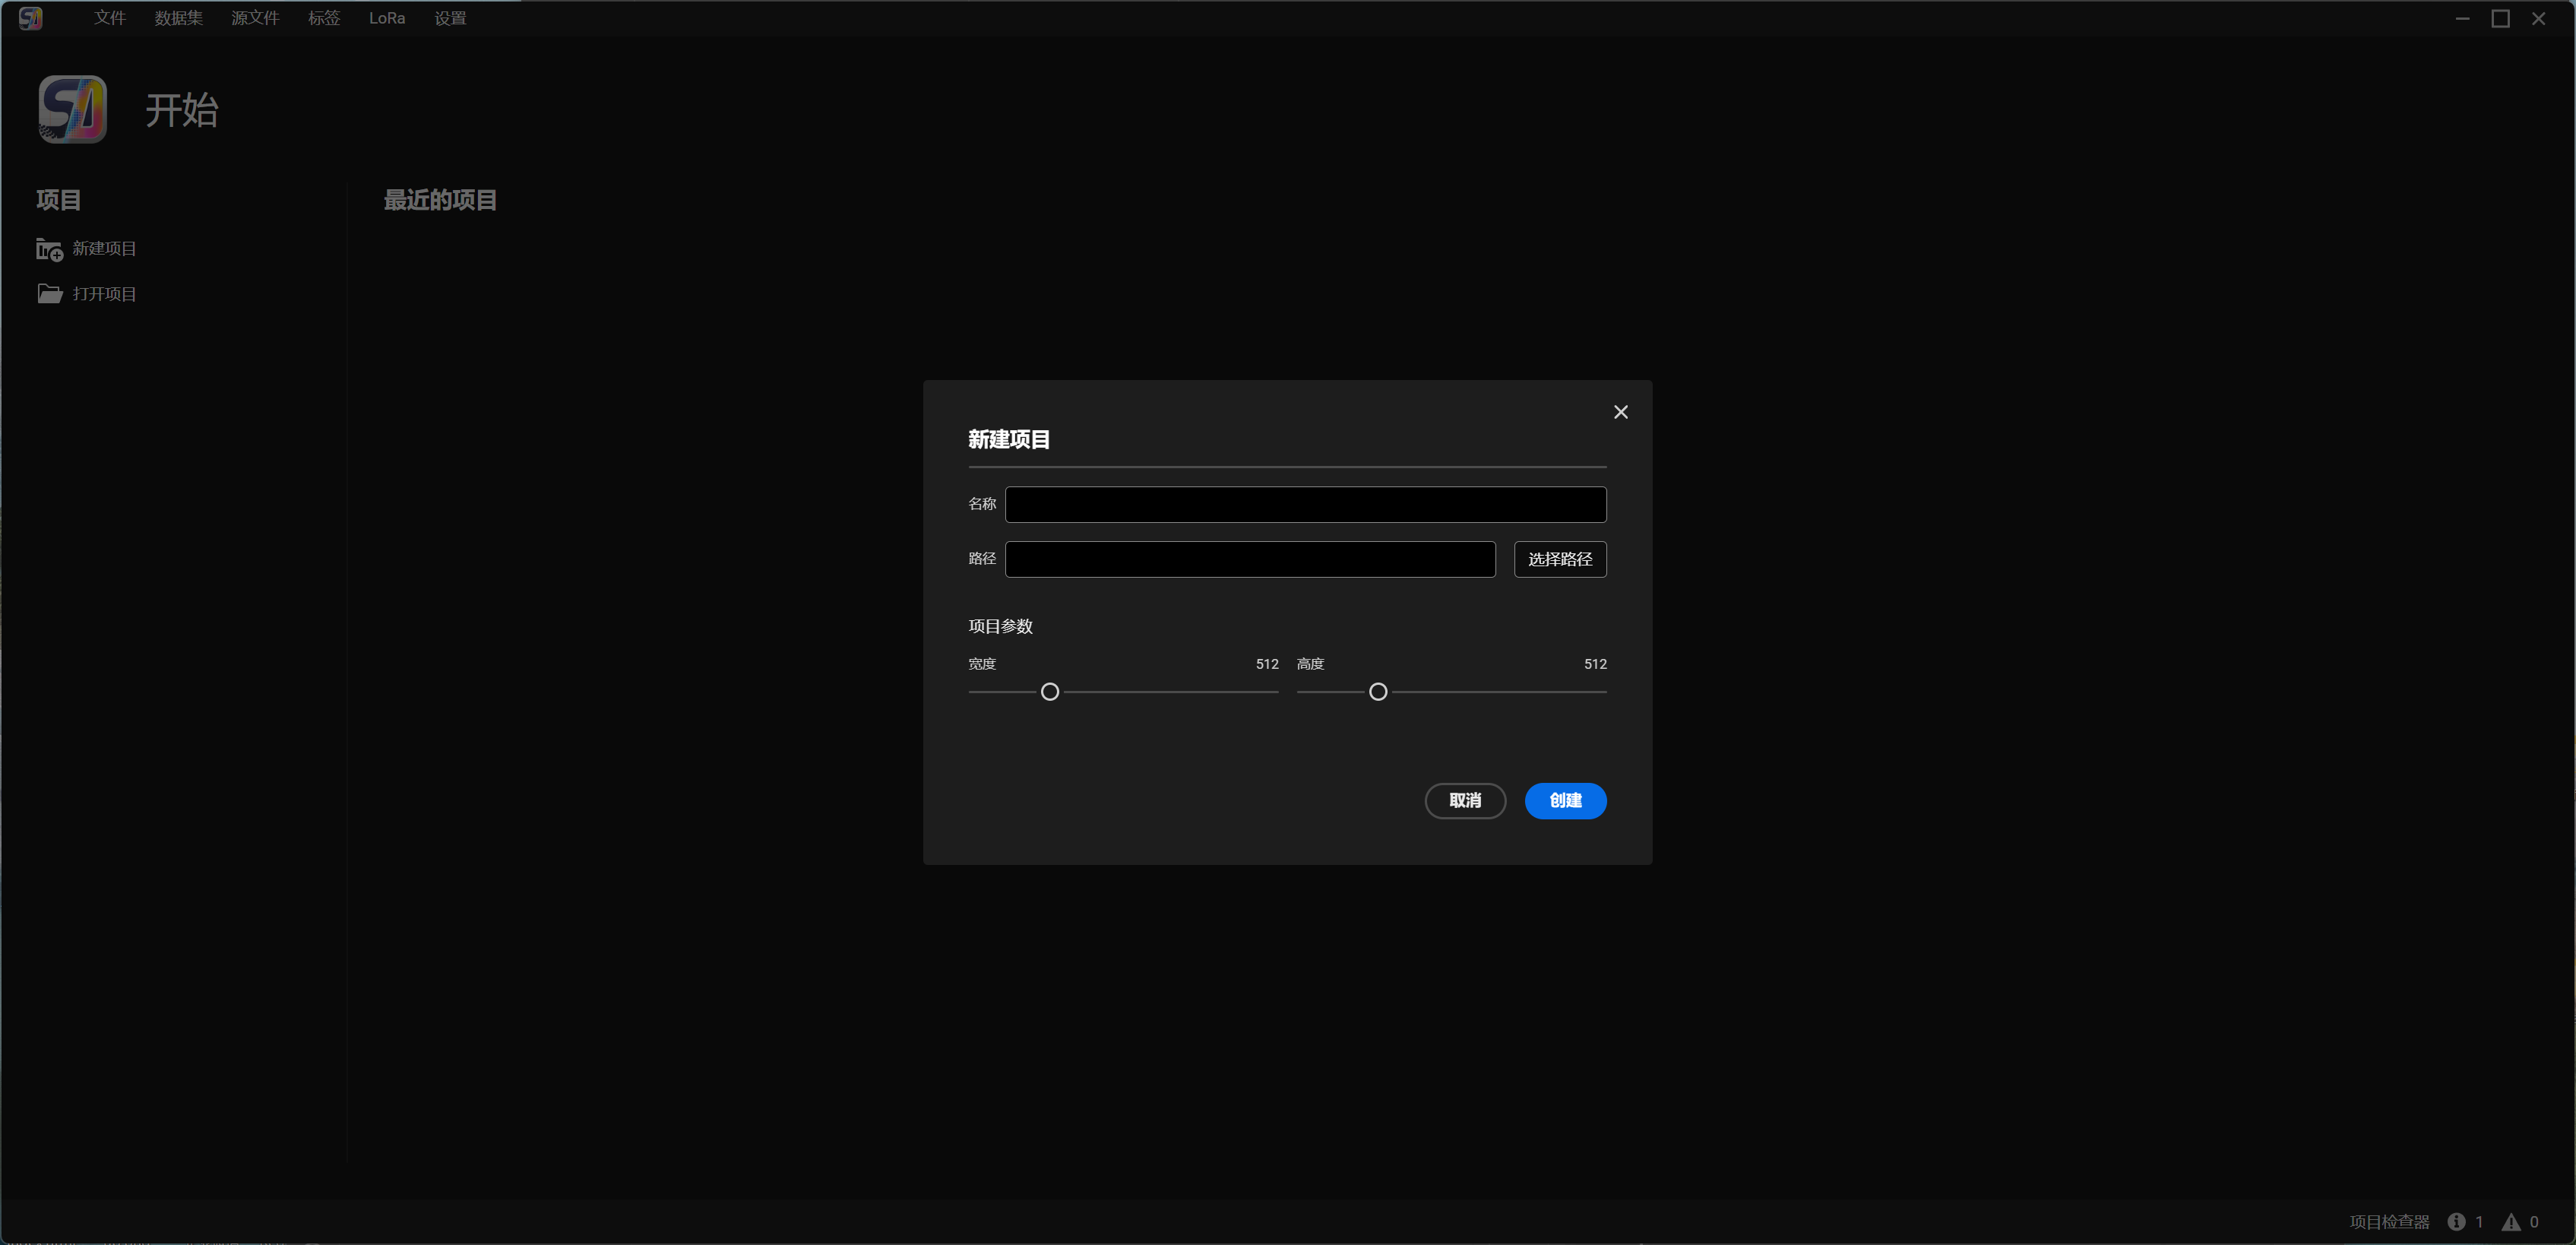 文件 数据集 源文件 标签 LoRa 设置
开始
项目
新建项目
打开项目
最近的项目
新建项目
名称
路径 选择路径
项目参数
宽度 512 高度 512
取消 创建
项目检查器 1 0